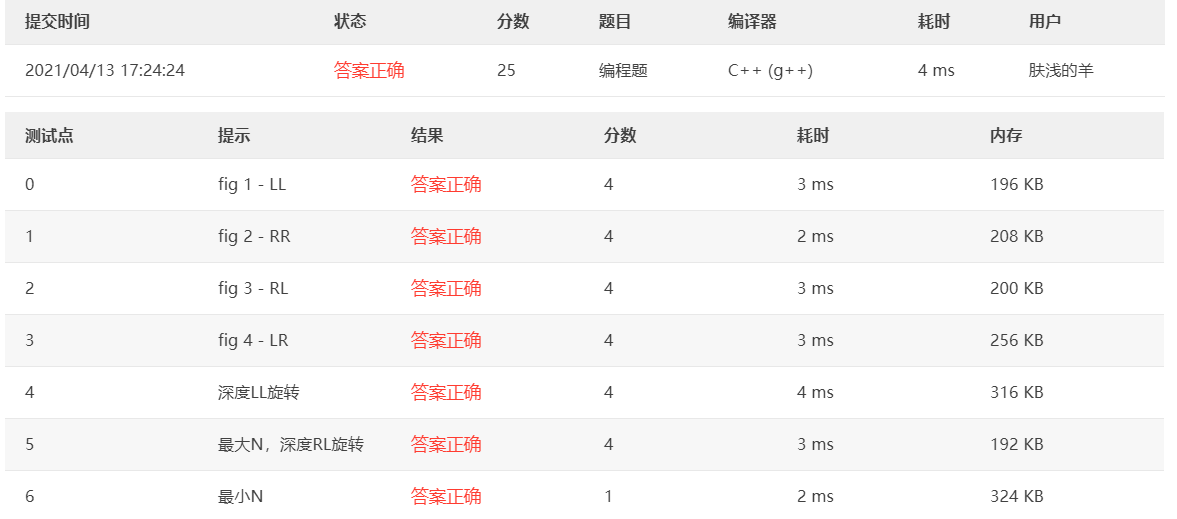 提交时间 状态 分数 题目 编译器 耗时 用户
2021/04/13 17:24:24 答案正确 25 编程题 C++ (g++) 4 ms 肤浅的羊
测试点 提示 结果 分数 耗时 内存
0 fig 1 - LL 答案正确 4 3 ms 196 KB
1 fig 2 - RR 答案正确 4 2 ms 208 KB
2 fig 3 - RL 答案正确 4 3 ms 200 KB
3 fig 4 - LR 答案正确 4 3 ms 256 KB
4 深度LL旋转 答案正确 4 4 ms 316 KB
5 最大N，深度RL旋转 答案正确 4 3 ms 192 KB
6 最小N 答案正确 1 2 ms 324 KB